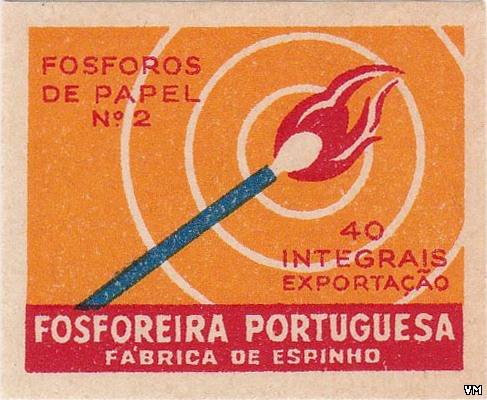 FOSFOROS
DE PAPEL
Nº 2
40
INTEGRAIS
EXPORTAÇÃO
FOSFOREIRA PORTUGUESA
FÁBRICA DE ESPINHO
VM